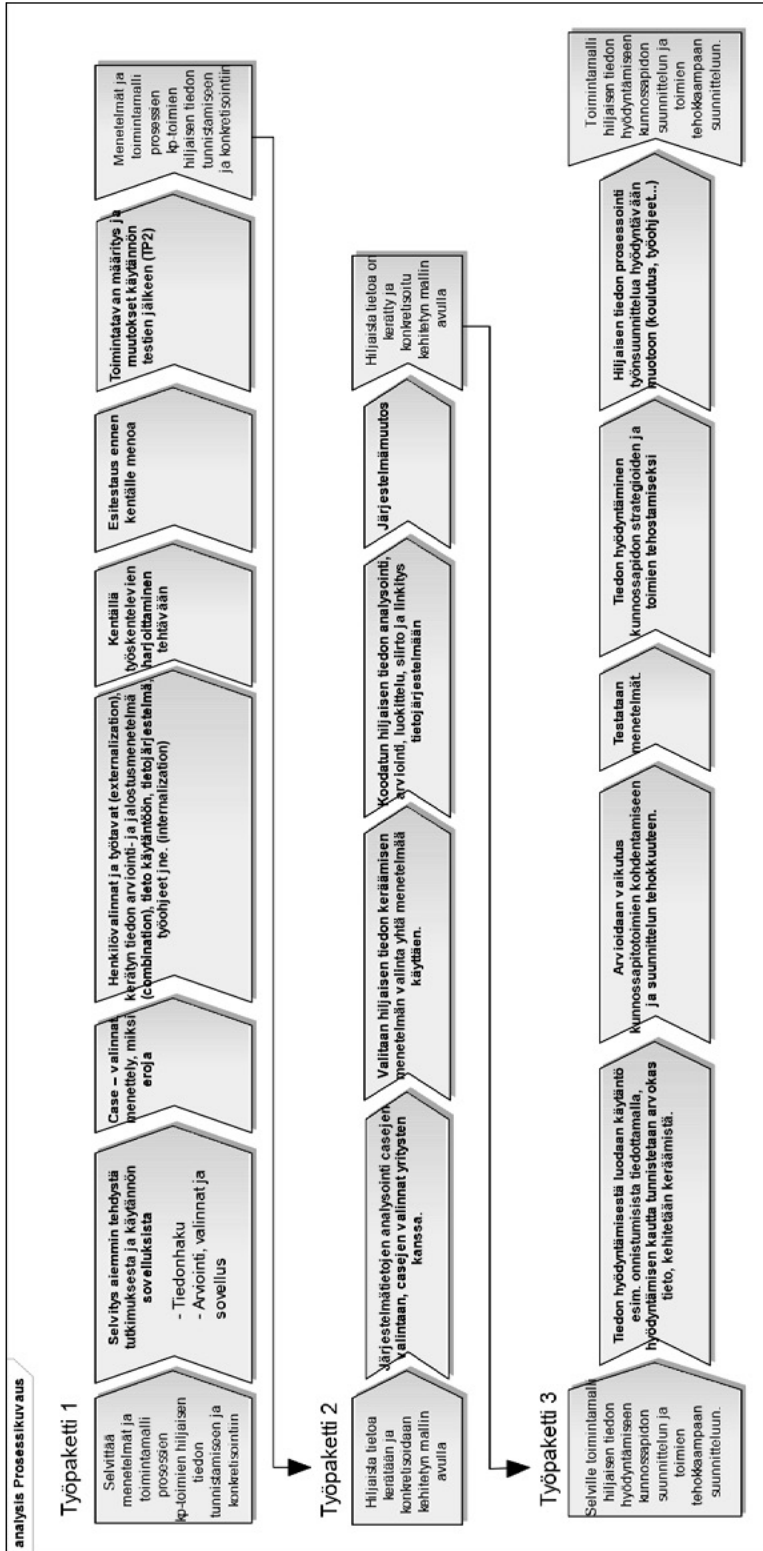 analysis Prosessikuvaus
Työpaketti 1
Selvittää
menetelmät ja
toimintamalli
prosessien
kp-toimien hiljaisen
tiedon
tunnistamiseen ja
konkretisointiin
Selvitys aiemmin tehdystä
tutkimuksesta ja käytännön
sovelluksista
- Tiedonhaku
- Arviointi, valinnat ja
sovellus
Case – valinnat,
menettely, miksi
eroja
Henkilövalinnat ja työtavat (externalization),
kerätyn tiedon arviointi- ja jalostusmenetelmä
(combination), tieto käytäntöön, tietojärjestelmä,
työohjeet jne. (internalization)
Kentällä
työskentelevien
harjoittaminen
tehtävään
Esitestaus ennen
kentälle menoa
Toimintatavan määritys ja
muutokset käytännön
testien jälkeen (TP2)
Menetelmät ja
toimintamalli
prosessien
kp-toimien
hiljaisen tiedon
tunnistamiseen
ja konkretisointiin
Työpaketti 2
Hiljaista tietoa
kerätään ja
konkretisoidaan
kehitetyn mallin
avulla
Järjestelmätietojen analysointi casejen
valintaan, casejen valinnat yritysten
kanssa.
Valitaan hiljaisen tiedon keräämisen
menetelmän valinta yhtä menetelmää
käyttäen.
Koodatun hiljaisen tiedon analysointi,
arviointi, luokittelu, siirto ja linkitys
tietojärjestelmään
Järjestelmämuutos
Hiljaista tietoa on
kerätty ja
konkretisoitu
kehitetyn mallin
avulla
Työpaketti 3
Selville toimintamalli
hiljaisen tiedon
hyödyntämiseen
kunnossapidon
suunnittelun ja
toimien
tehokkaampaan
suunnitteluun.
Tiedon hyödyntämisestä luodaan käytäntö
esim. onnistumisista tiedottamalla,
hyödyntämisen kautta tunnistetaan arvokas
tieto, kehitetään keräämistä.
Arvioidaan vaikutus
kunnossapitotoimien kohdentamiseen
ja suunnittelun tehokkuuteen.
Testataan
menetelmät.
Tiedon hyödyntäminen
kunnossapidon strategioiden ja
toimien tehostamiseksi
Hiljaisen tiedon prosessointi
työnsuunnittelua hyödyntävään
muotoon (koulutus, työohjeet...)
Toimintamalli
hiljaisen tiedon
hyödyntämiseen
kunnossapidon
suunnittelun ja
toimien
tehokkaampaan
suunnitteluun.